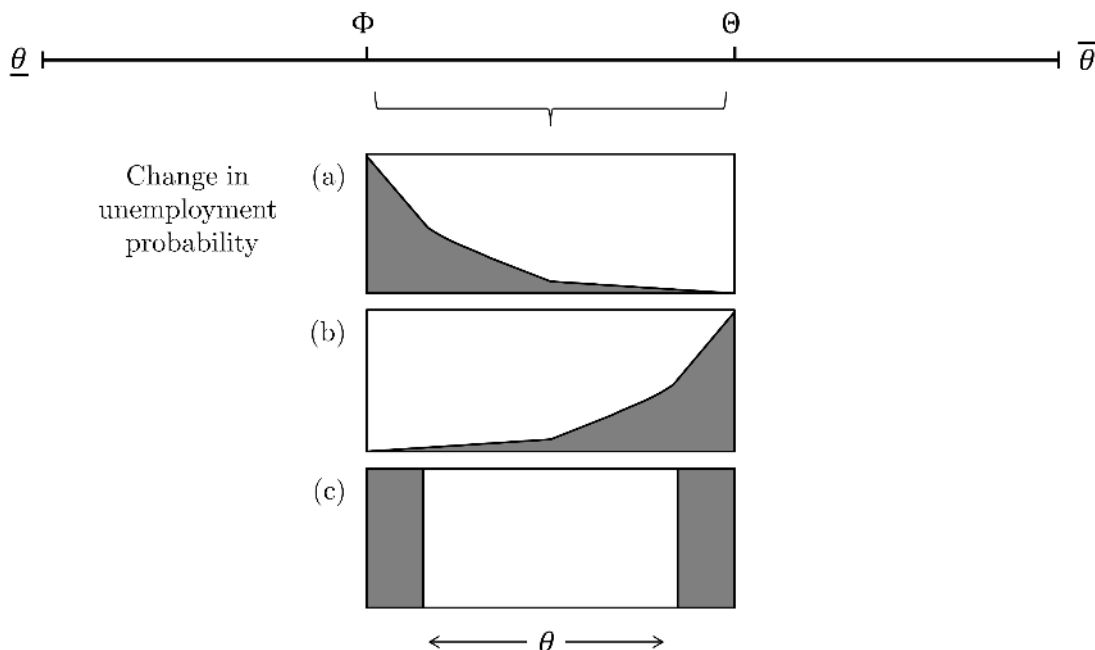 Φ Θ
θ θ
Change in
unemployment
probability
(a)
(b)
(c)
θ